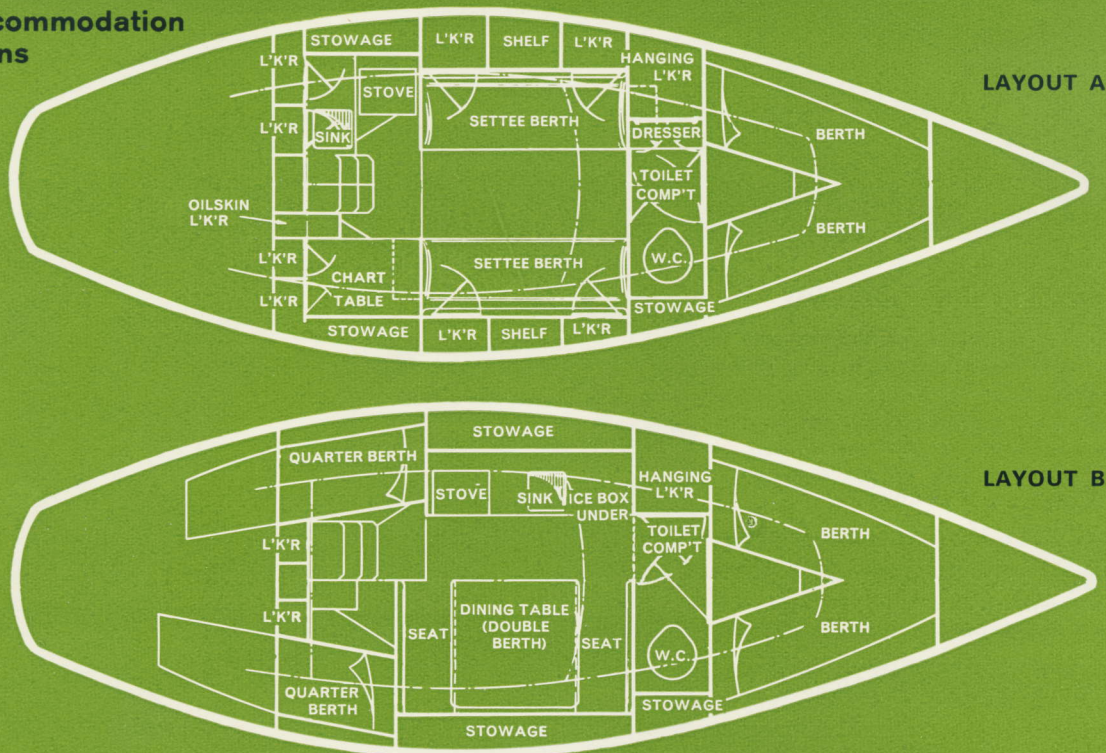 commodation
ns
LAYOUT A
STOWAGE
L'K'R
SHELF
L'K'R
L'K'R
HANGING
L'K'R
STOVE
SETTEE BERTH
L'K'R
SINK
DRESSER
BERTH
TOILET
COMP'T
OILSKIN
L'K'R
BERTH
L'K'R
SETTEE BERTH
W.C.
CHART
TABLE
L'K'R
STOWAGE
STOWAGE
L'K'R
SHELF
L'K'R
LAYOUT B
STOWAGE
QUARTER BERTH
HANGING
L'K'R
STOVE
SINK
ICE BOX
UNDER
TOILET
COMP'T
BERTH
L'K'R
L'K'R
DINING TABLE
(DOUBLE
BERTH)
SEAT
SEAT
BERTH
W.C.
QUARTER
BERTH
STOWAGE
STOWAGE